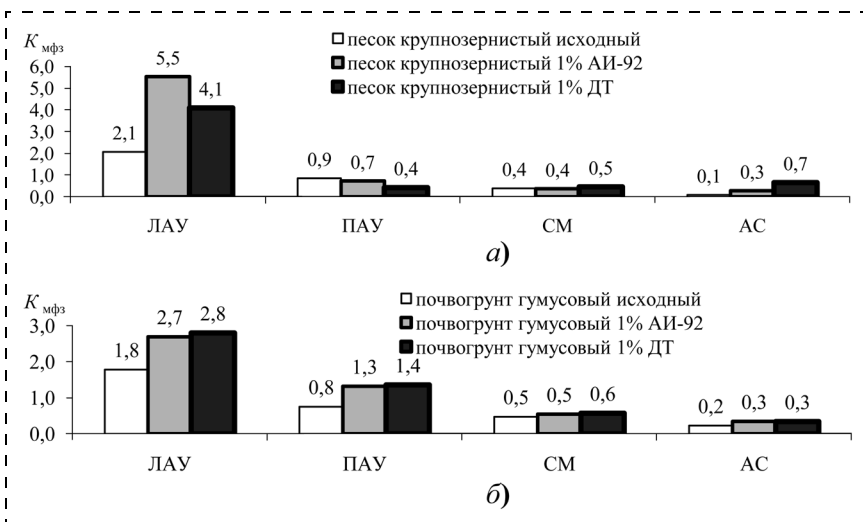 К мфз
песок крупнозернистый исходный
песок крупнозернистый 1% АИ-92
песок крупнозернистый 1% ДТ
6,0
5,0
4,0
3,0
2,0
1,0
0,0
2,1
5,5
4,1
0,9
0,7
0,4
0,4
0,4
0,5
0,1
0,3
0,7
ЛАУ ПАУ СМ АС
а)
К мфз
почвогрунт гумусовый исходный
почвогрунт гумусовый 1% АИ-92
почвогрунт гумусовый 1% ДТ
3,0
2,0
1,0
0,0
1,8
2,7
2,8
0,8
1,3
1,4
0,5
0,5
0,6
0,2
0,3
0,3
ЛАУ ПАУ СМ АС
б)